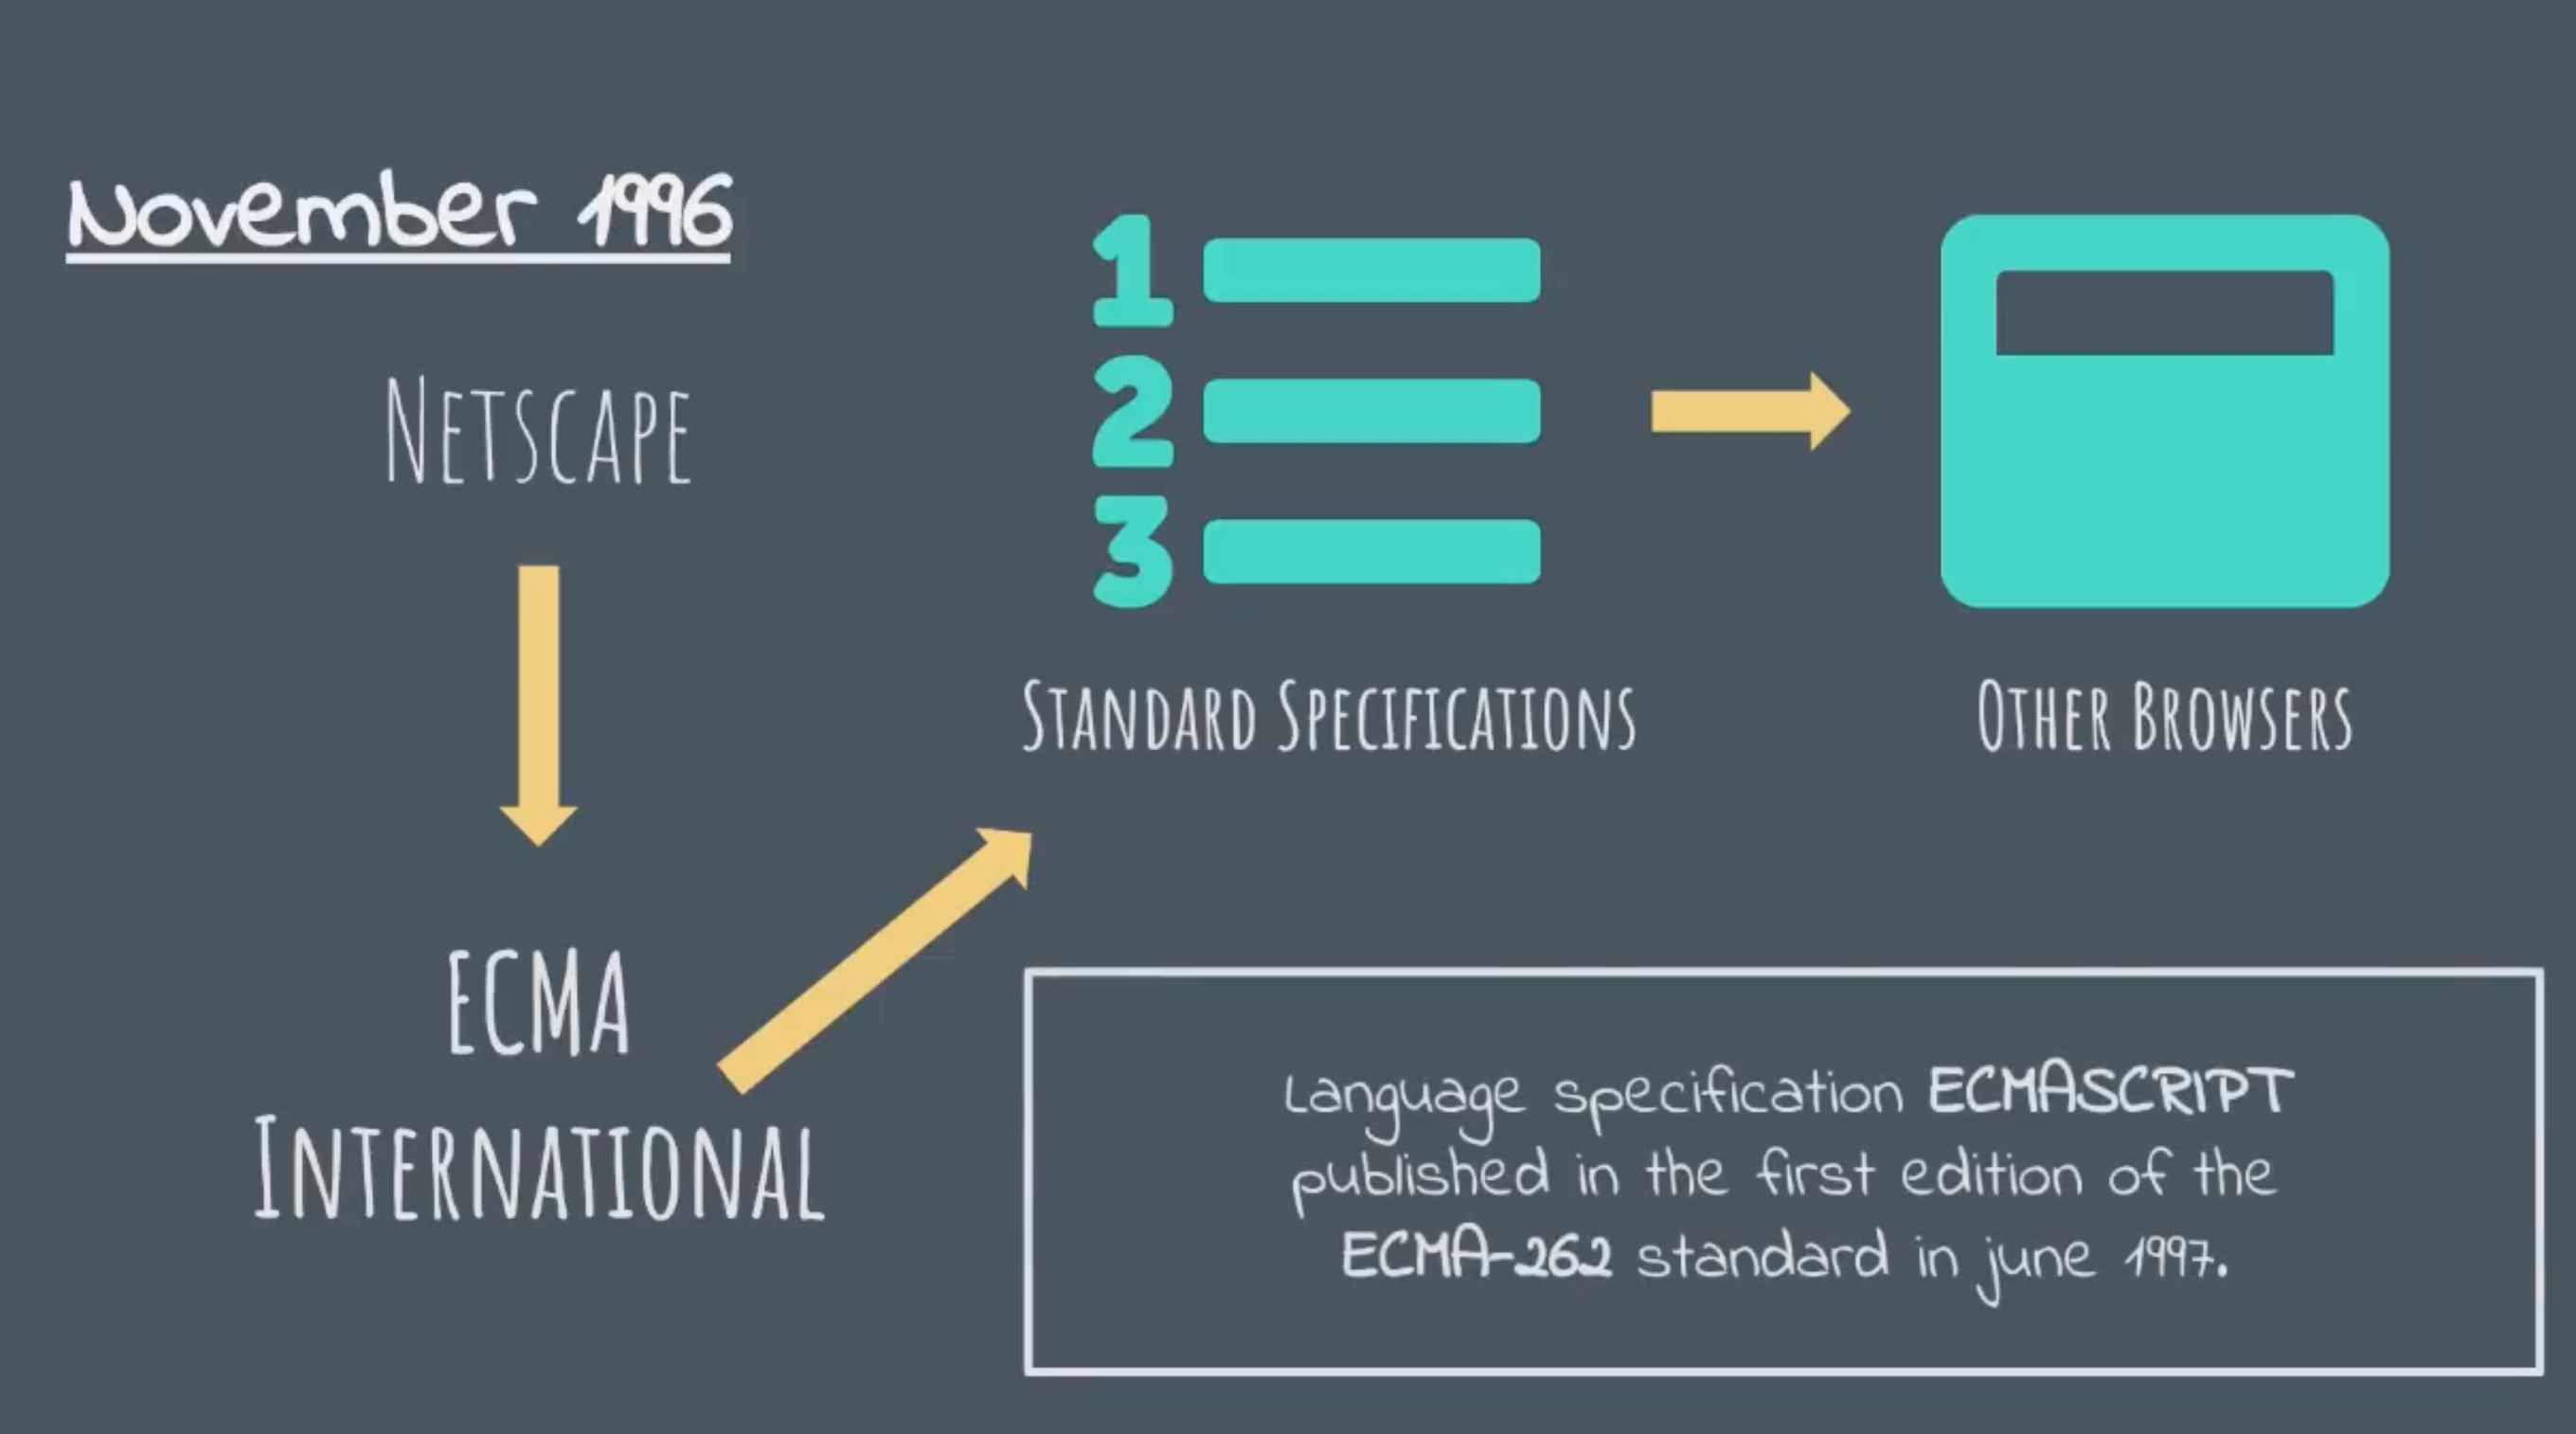 November 1996
NETSCAPE
ECMA
INTERNATIONAL
1
2
3
STANDARD SPECIFICATIONS
OTHER BROWSERS
Language specification ECMASCRIPT
published in the first edition of the
ECMA-262 standard in june 1997.